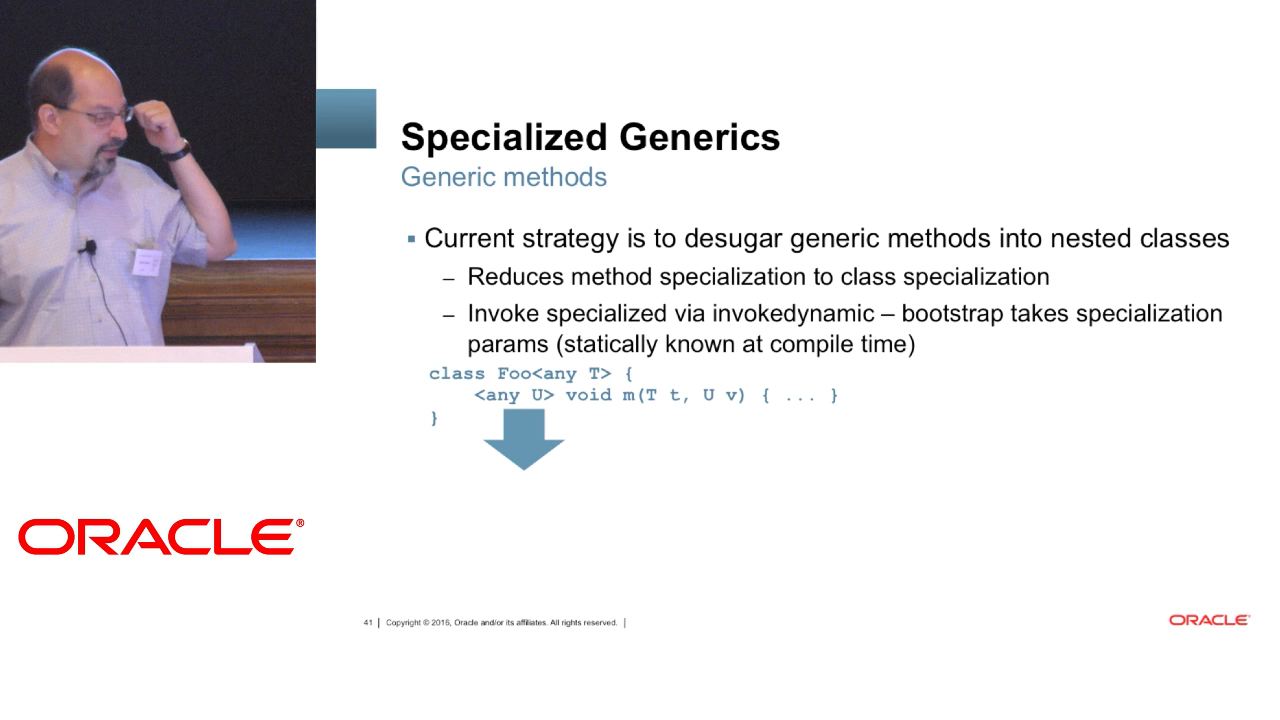 Specialized Generics
Generic methods
▪ Current strategy is to desugar generic methods into nested classes
– Reduces method specialization to class specialization
– Invoke specialized via invokedynamic – bootstrap takes specialization
params (statically known at compile time)
class Foo<any T> {
    <any U> void m(T t, U v) { ... }
}
ORACLE®
41 | Copyright © 2016, Oracle and/or its affiliates. All rights reserved. |
ORACLE®